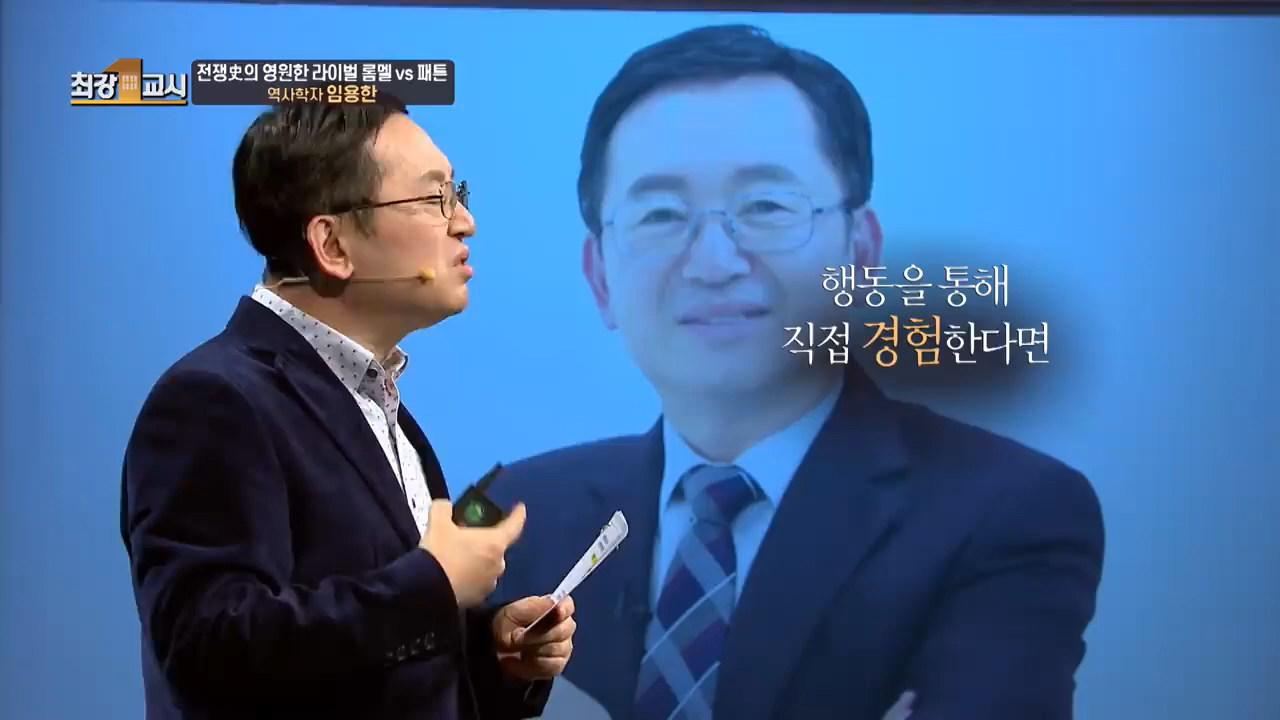 최강1교시
전쟁史의 영원한 라이벌 롬멜 vs 패튼
역사학자 임용한
행동을 통해
직접 경험한다면